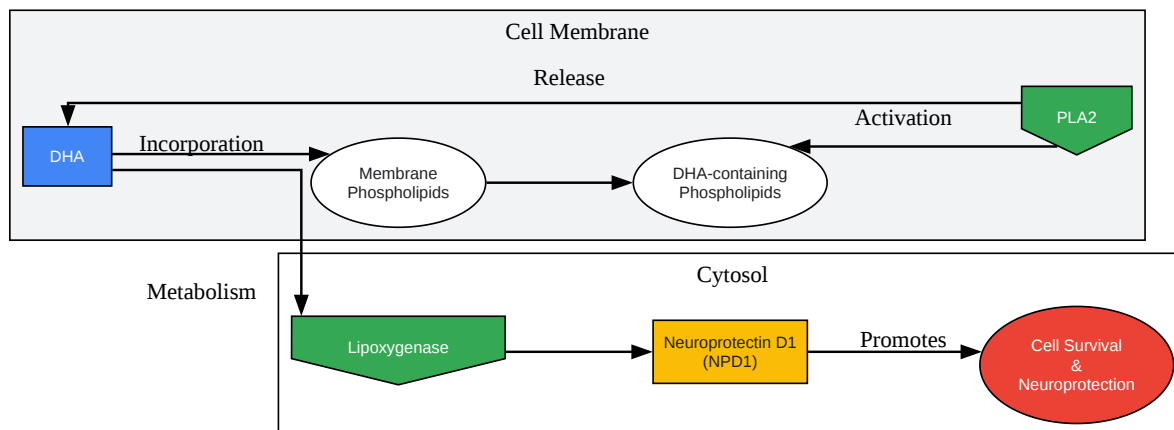 Cell Membrane
Release
PLA2
Activation
DHA
Incorporation
Membrane
Phospholipids
DHA-containing
Phospholipids
Cytosol
Metabolism
Lipoxygenase
Neuroprotectin D1
(NPD1)
Promotes
Cell Survival
&
Neuroprotection